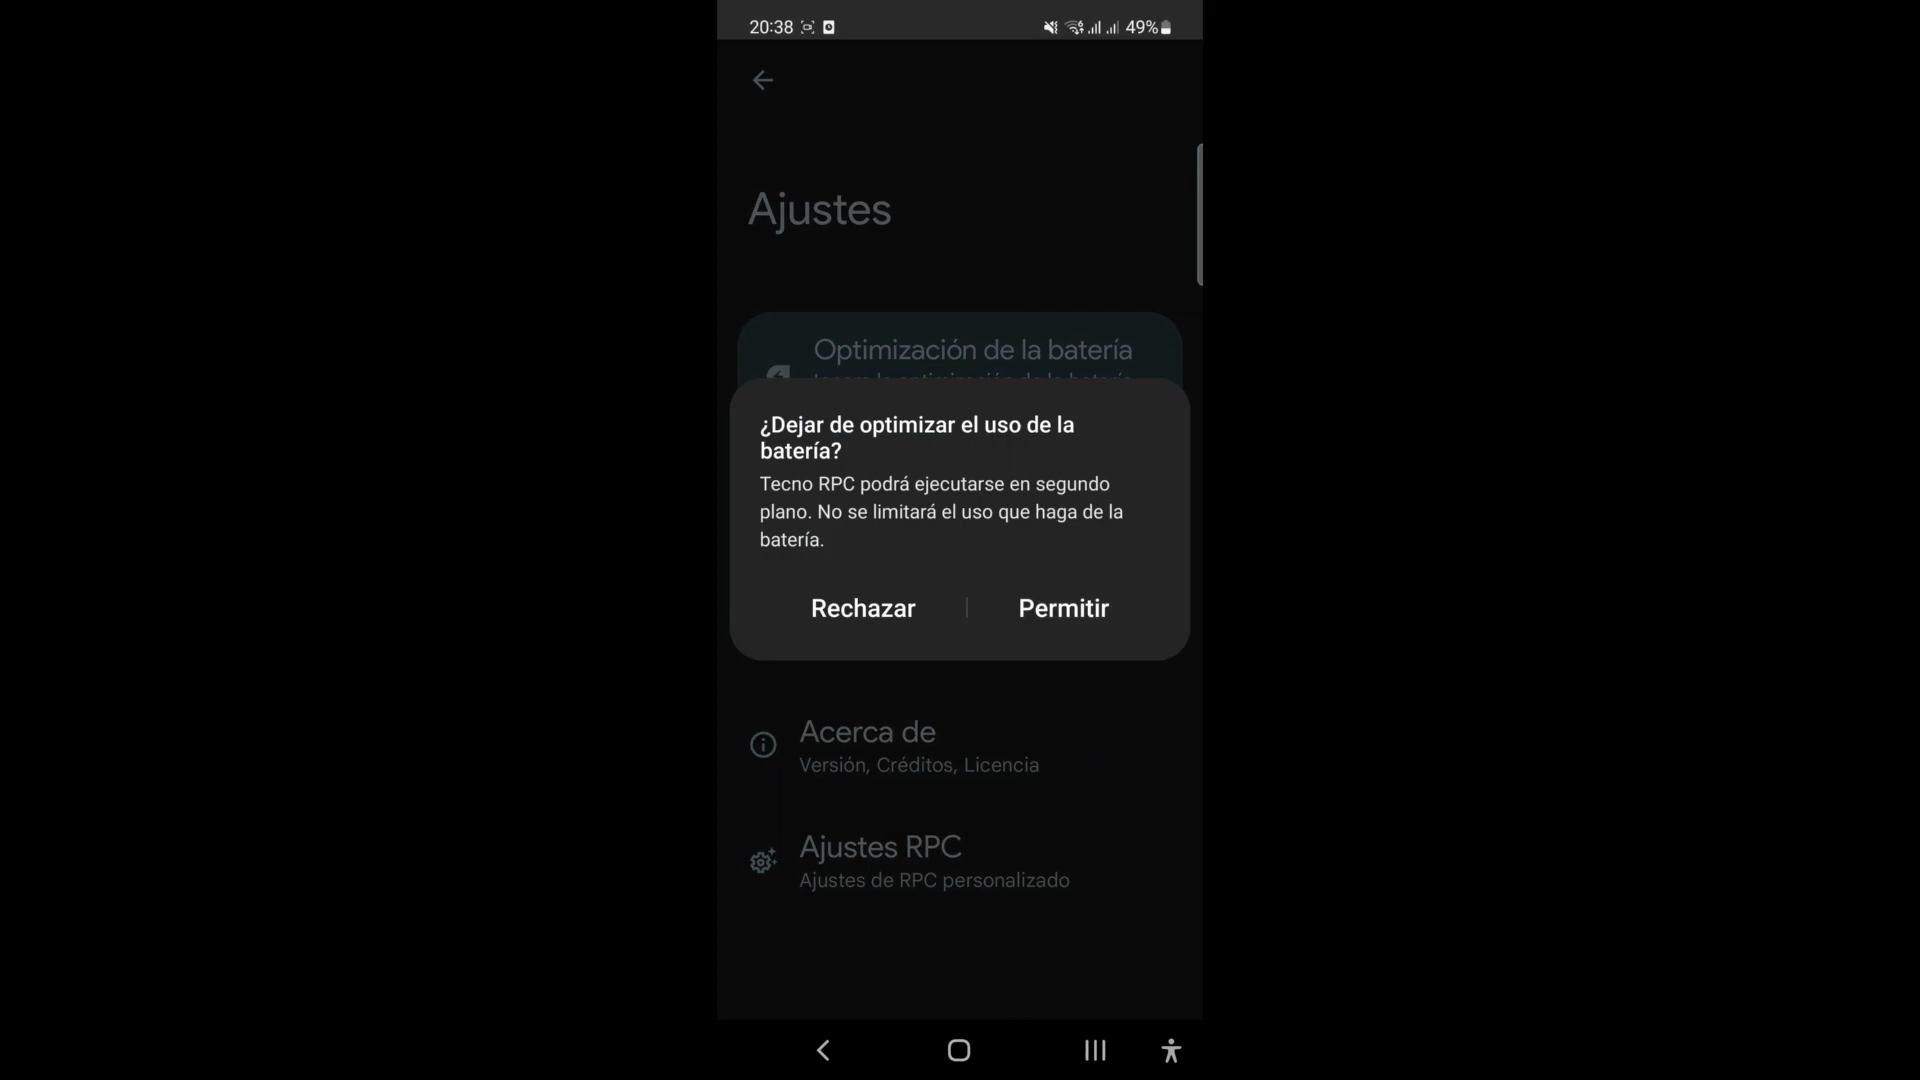 20:38
49%
Ajustes
Optimización de la batería
¿Dejar de optimizar el uso de la
batería?
Tecno RPC podrá ejecutarse en segundo
plano. No se limitará el uso que haga de la
batería.
Rechazar
Permitir
Acerca de
Versión, Créditos, Licencia
Ajustes RPC
Ajustes de RPC personalizado